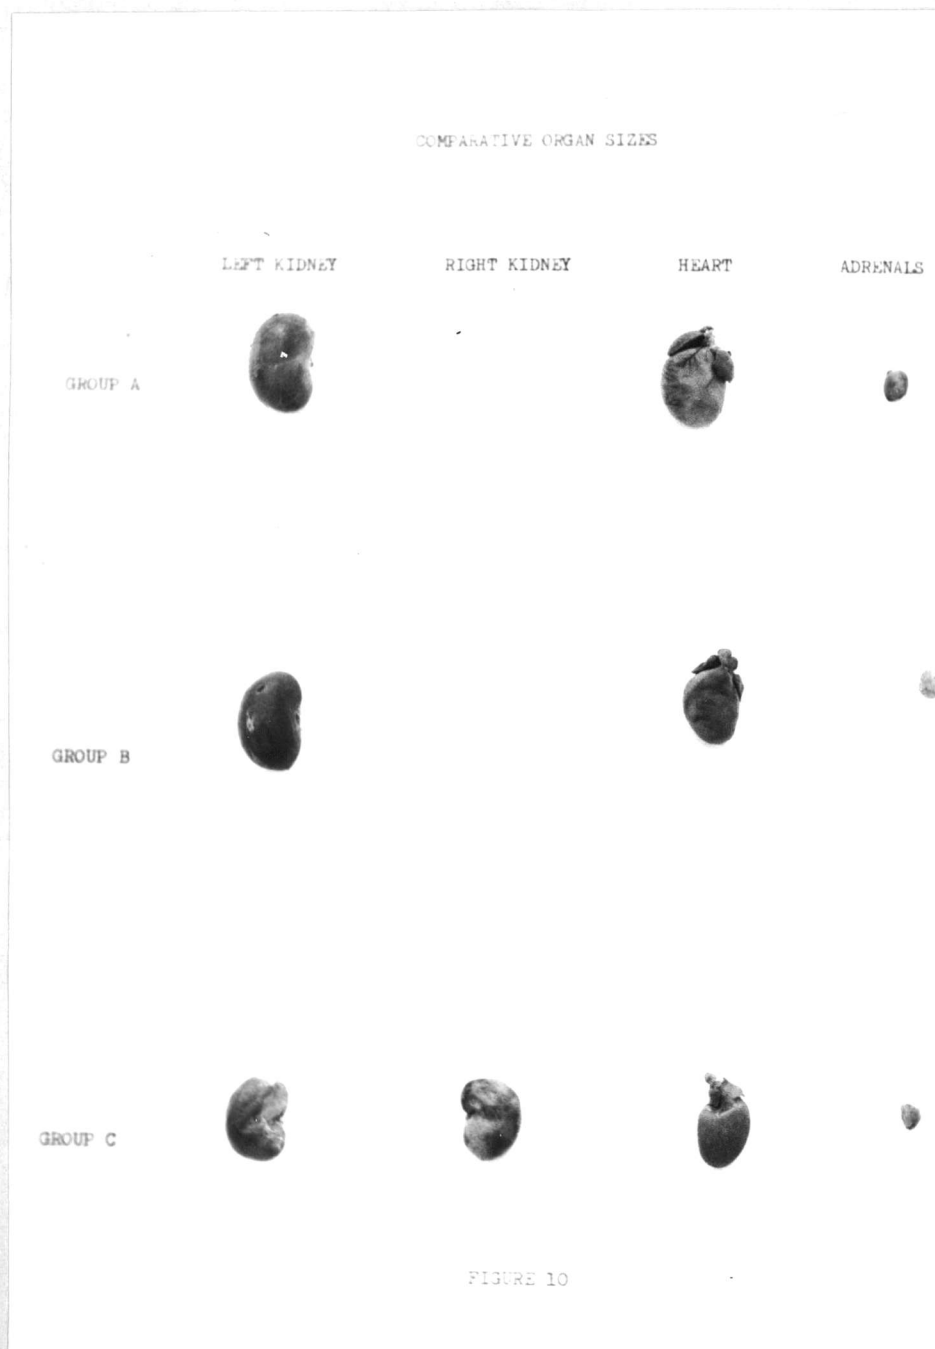 COMPARATIVE ORGAN SIZES
LEFT KIDNEY RIGHT KIDNEY HEART ADRENALS
GROUP A
GROUP B
GROUP C
FIGURE 10